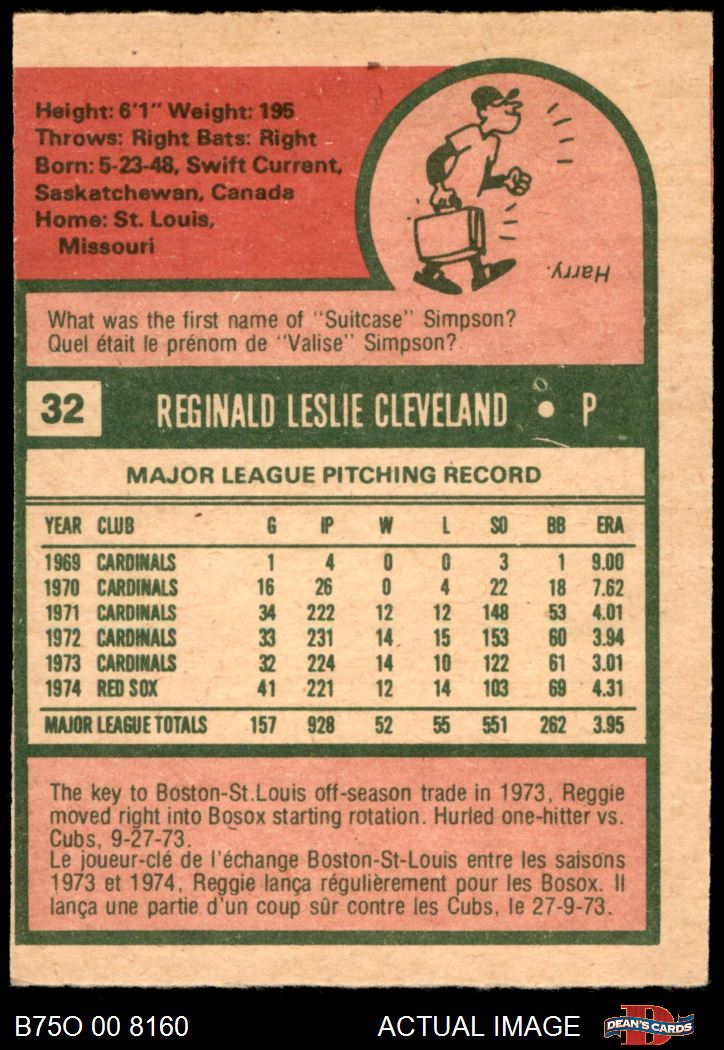 Height: 6'1" Weight: 195
Throws: Right Bats: Right
Born: 5-23-48, Swift Current,
Saskatchewan, Canada
Home: St. Louis,
Missouri
Harry.
What was the first name of "Suitcase" Simpson?
Quel était le prénom de "Valise" Simpson?
32 REGINALD LESLIE CLEVELAND • P
MAJOR LEAGUE PITCHING RECORD
YEAR CLUB G IP W L SO BB ERA
1969 CARDINALS 1 4 0 0 3 1 9.00
1970 CARDINALS 16 26 0 4 22 18 7.62
1971 CARDINALS 34 222 12 12 148 53 4.01
1972 CARDINALS 33 231 14 15 153 60 3.94
1973 CARDINALS 32 224 14 10 122 61 3.01
1974 RED SOX 41 221 12 14 103 69 4.31
MAJOR LEAGUE TOTALS 157 928 52 55 551 262 3.95
The key to Boston-St.Louis off-season trade in 1973, Reggie
moved right into Bosox starting rotation. Hurled one-hitter vs.
Cubs, 9-27-73.
Le joueur-clé de l'échange Boston-St-Louis entre les saisons
1973 et 1974, Reggie lança régulièrement pour les Bosox. Il
lança une partie d'un coup sûr contre les Cubs, le 27-9-73.
B75O 00 8160 ACTUAL IMAGE DEAN'S CARDS